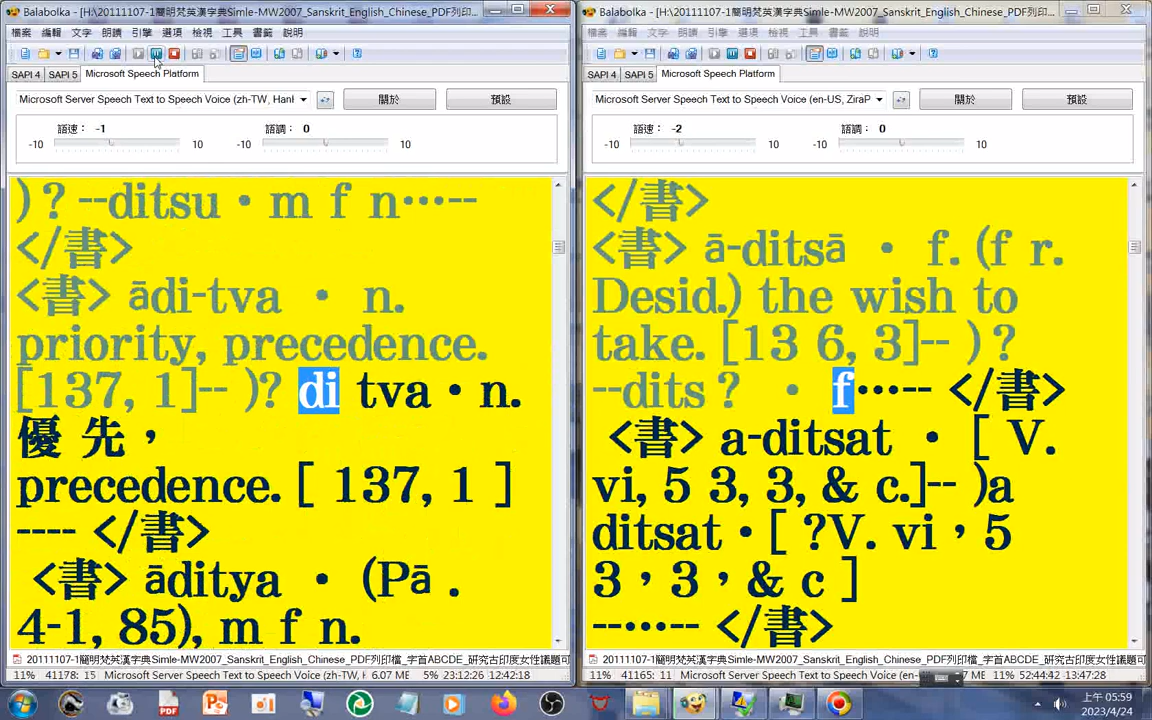 Balabolka - [H:\20111107-1簡明梵英漢字典Simle-MW2007_Sanskrit_English_Chinese_PDF列印...
檔案 編輯 文字 朗讀 引擎 選項 檢視 工具 書籤 說明
SAPI 4 SAPI 5 Microsoft Speech Platform
Microsoft Server Speech Text to Speech Voice (zh-TW, Hanl
關於 預設
語速： -1 語調： 0
-10 10 -10 10
)？--ditsu・m f n…--
</書>
<書> ādi-tva ・ n.
priority, precedence.
[137, 1]-- )? di tva・n.
優 先，
precedence. [ 137, 1 ]
---- </書>
<書> āditya ・ (Pā .
4-1, 85), m f n.
20111107-1簡明梵英漢字典Simle-MW2007_Sanskrit_English_Chinese_PDF列印檔_字首ABCDE_研究古印度女性議題可
11% 41178: 15 Microsoft Server Speech Text to Speech Voice (zh-TW, H 6.07 ME 5% 23:12:26 12:42:18
Balabolka - [H:\20111107-1簡明梵英漢字典Simle-MW2007_Sanskrit_English_Chinese_PDF列印...
檔案 編輯 文字 朗讀 引擎 選項 檢視 工具 書籤 說明
SAPI 4 SAPI 5 Microsoft Speech Platform
Microsoft Server Speech Text to Speech Voice (en-US, ZiraP
關於 預設
語速： -2 語調： 0
-10 10 -10 10
</書>
<書> ā-ditsā ・ f. (f r.
Desid.) the wish to
take. [13 6, 3]-- )？
--dits？ ・ f…-- </書>
<書> a-ditsat ・ [ V.
vi, 5 3, 3, & c.]-- )a
ditsat・[ ?V. vi，5
3，3，& c ]
--…-- </書>
20111107-1簡明梵英漢字典Simle-MW2007_Sanskrit_English_Chinese_PDF列印檔_字首ABCDE_研究古印度女性議題可
11% 41165: 11 Microsoft Server Speech Text to Speech Voice (en- 11% 52:44:42 13:47:28
上午 05:59
2023/4/24